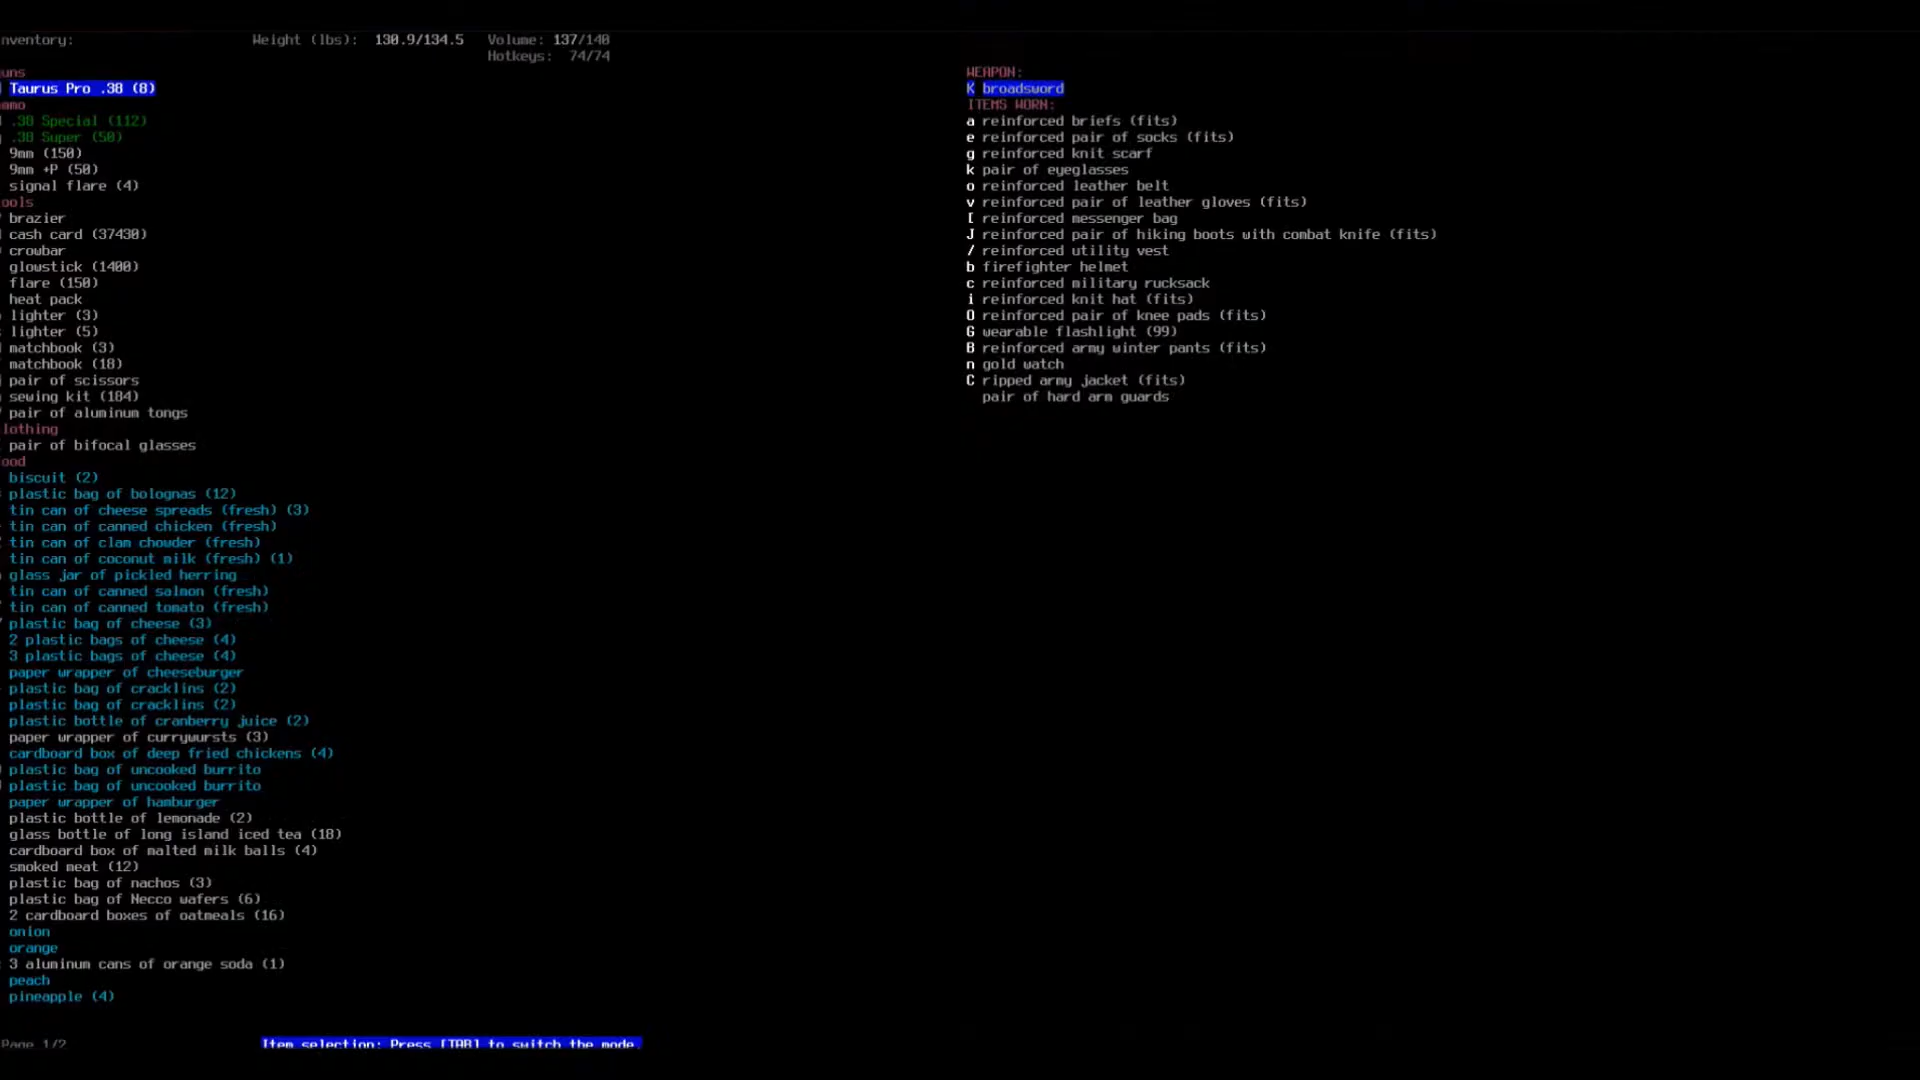 nventory:
Weight (lbs): 130.9/134.5 Volume: 137/140
Hotkeys: 74/74
uns
Taurus Pro .38 (8)
mmo
.38 Special (112)
.38 Super (50)
9mm (150)
9mm +P (50)
signal flare (4)
ools
brazier
cash card (37430)
crowbar
glowstick (1400)
flare (150)
heat pack
lighter (3)
lighter (5)
matchbook (3)
matchbook (18)
pair of scissors
sewing kit (184)
pair of aluminum tongs
lothing
pair of bifocal glasses
ood
biscuit (2)
plastic bag of bolognas (12)
tin can of cheese spreads (fresh) (3)
tin can of canned chicken (fresh)
tin can of clam chowder (fresh)
tin can of coconut milk (fresh) (1)
glass jar of pickled herring
tin can of canned salmon (fresh)
tin can of canned tomato (fresh)
plastic bag of cheese (3)
2 plastic bags of cheese (4)
3 plastic bags of cheese (4)
paper wrapper of cheeseburger
plastic bag of cracklins (2)
plastic bag of cracklins (2)
plastic bottle of cranberry juice (2)
paper wrapper of currywursts (3)
cardboard box of deep fried chickens (4)
plastic bag of uncooked burrito
plastic bag of uncooked burrito
paper wrapper of hamburger
plastic bottle of lemonade (2)
glass bottle of long island iced tea (18)
cardboard box of malted milk balls (4)
smoked meat (12)
plastic bag of nachos (3)
plastic bag of Necco wafers (6)
2 cardboard boxes of oatmeals (16)
onion
orange
3 aluminum cans of orange soda (1)
peach
pineapple (4)
Page 1/2
Item selection: Press [TAB] to switch the mode.
WEAPON:
K broadsword
ITEMS WORN:
a reinforced briefs (fits)
e reinforced pair of socks (fits)
g reinforced knit scarf
k pair of eyeglasses
o reinforced leather belt
v reinforced pair of leather gloves (fits)
[ reinforced messenger bag
J reinforced pair of hiking boots with combat knife (fits)
/ reinforced utility vest
b firefighter helmet
c reinforced military rucksack
i reinforced knit hat (fits)
O reinforced pair of knee pads (fits)
G wearable flashlight (99)
B reinforced army winter pants (fits)
n gold watch
C ripped army jacket (fits)
pair of hard arm guards